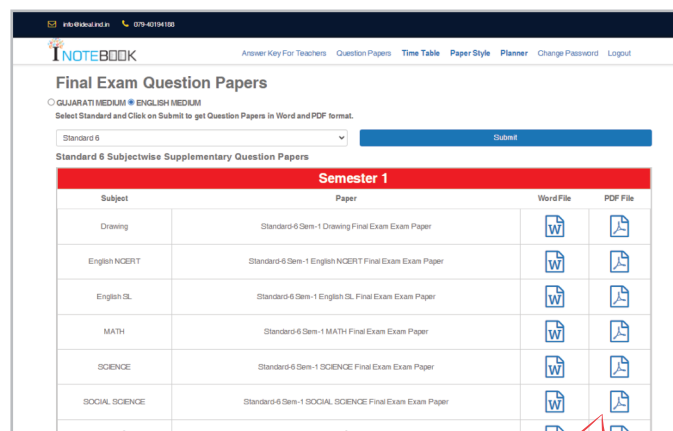 info@ideal.ind.in 079-40194168
INOTEBOOK
Answer Key For Teachers Question Papers Time Table Paper Style Planner Change Password Logout
Final Exam Question Papers
GUJARATI MEDIUM ENGLISH MEDIUM
Select Standard and Click on Submit to get Question Papers in Word and PDF format.
Standard 6 Submit
Standard 6 Subjectwise Supplementary Question Papers
Semester 1
Subject Paper Word File PDF File
Drawing Standard-6 Sem-1 Drawing Final Exam Exam Paper
English NCERT Standard-6 Sem-1 English NCERT Final Exam Exam Paper
English SL Standard-6 Sem-1 English SL Final Exam Exam Paper
MATH Standard-6 Sem-1 MATH Final Exam Exam Paper
SCIENCE Standard-6 Sem-1 SCIENCE Final Exam Exam Paper
SOCIAL SCIENCE Standard-6 Sem-1 SOCIAL SCIENCE Final Exam Exam Paper